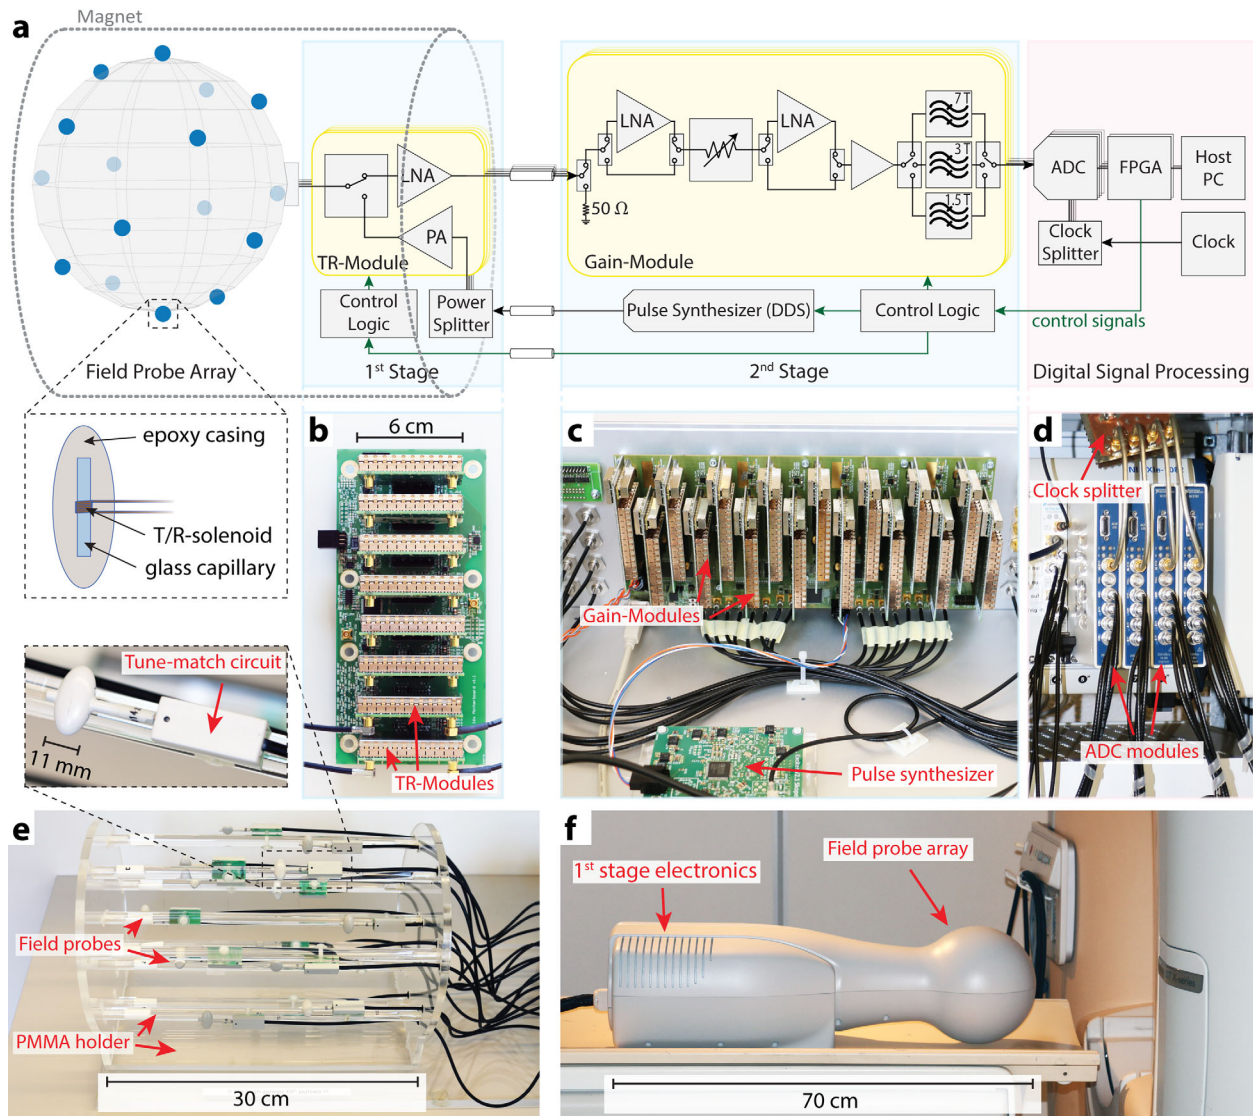 a
Magnet
Field Probe Array
LNA
PA
TR-Module
Control
Logic
Power
Splitter
1st Stage
LNA
50 Ω
LNA
7 T
3 T
1.5 T
Gain-Module
Pulse Synthesizer (DDS)
Control Logic
2nd Stage
ADC
FPGA
Host
PC
Clock
Splitter
Clock
control signals
Digital Signal Processing
epoxy casing
T/R-solenoid
glass capillary
Tune-match circuit
11 mm
b
6 cm
TR-Modules
c
Gain-Modules
Pulse synthesizer
d
Clock splitter
ADC modules
e
Field probes
PMMA holder
30 cm
f
1st stage electronics
Field probe array
70 cm